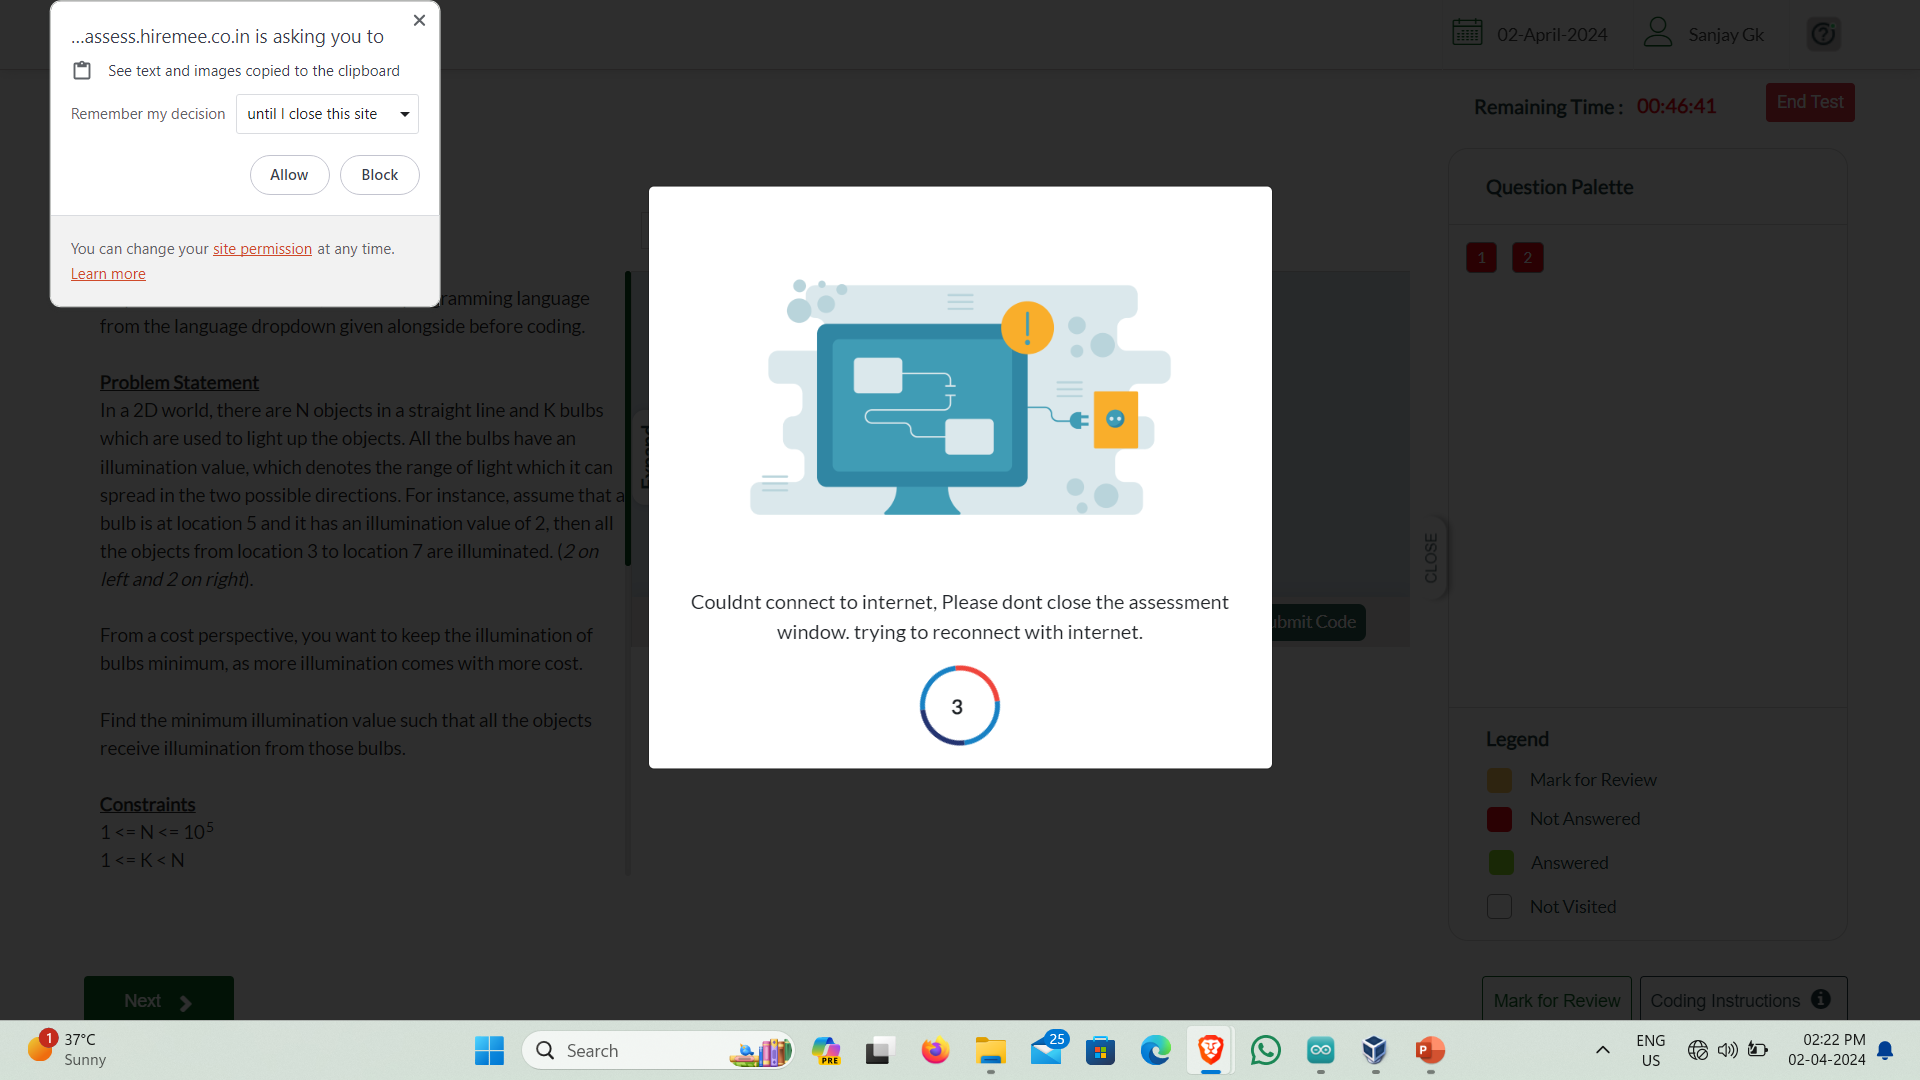 ...assess.hiremee.co.in is asking you to
See text and images copied to the clipboard
Remember my decision until I close this site
Allow Block
You can change your site permission at any time.
Learn more
02-April-2024 Sanjay Gk
Remaining Time : 00:46:41 End Test
Question Palette
1 2
ramming language
from the language dropdown given alongside before coding.
Problem Statement
In a 2D world, there are N objects in a straight line and K bulbs
which are used to light up the objects. All the bulbs have an
illumination value, which denotes the range of light which it can
spread in the two possible directions. For instance, assume that a
bulb is at location 5 and it has an illumination value of 2, then all
the objects from location 3 to location 7 are illuminated. (2 on
left and 2 on right).
From a cost perspective, you want to keep the illumination of
bulbs minimum, as more illumination comes with more cost.
Find the minimum illumination value such that all the objects
receive illumination from those bulbs.
Constraints
1 <= N <= 10⁵
1 <= K < N
!
Couldnt connect to internet, Please dont close the assessment
window. trying to reconnect with internet.
3
ubmit Code
CLOSE
Legend
Mark for Review
Not Answered
Answered
Not Visited
Next
Mark for Review Coding Instructions
1 37°C
Sunny
Search
PRE
25
P
ENG
US
02:22 PM
02-04-2024